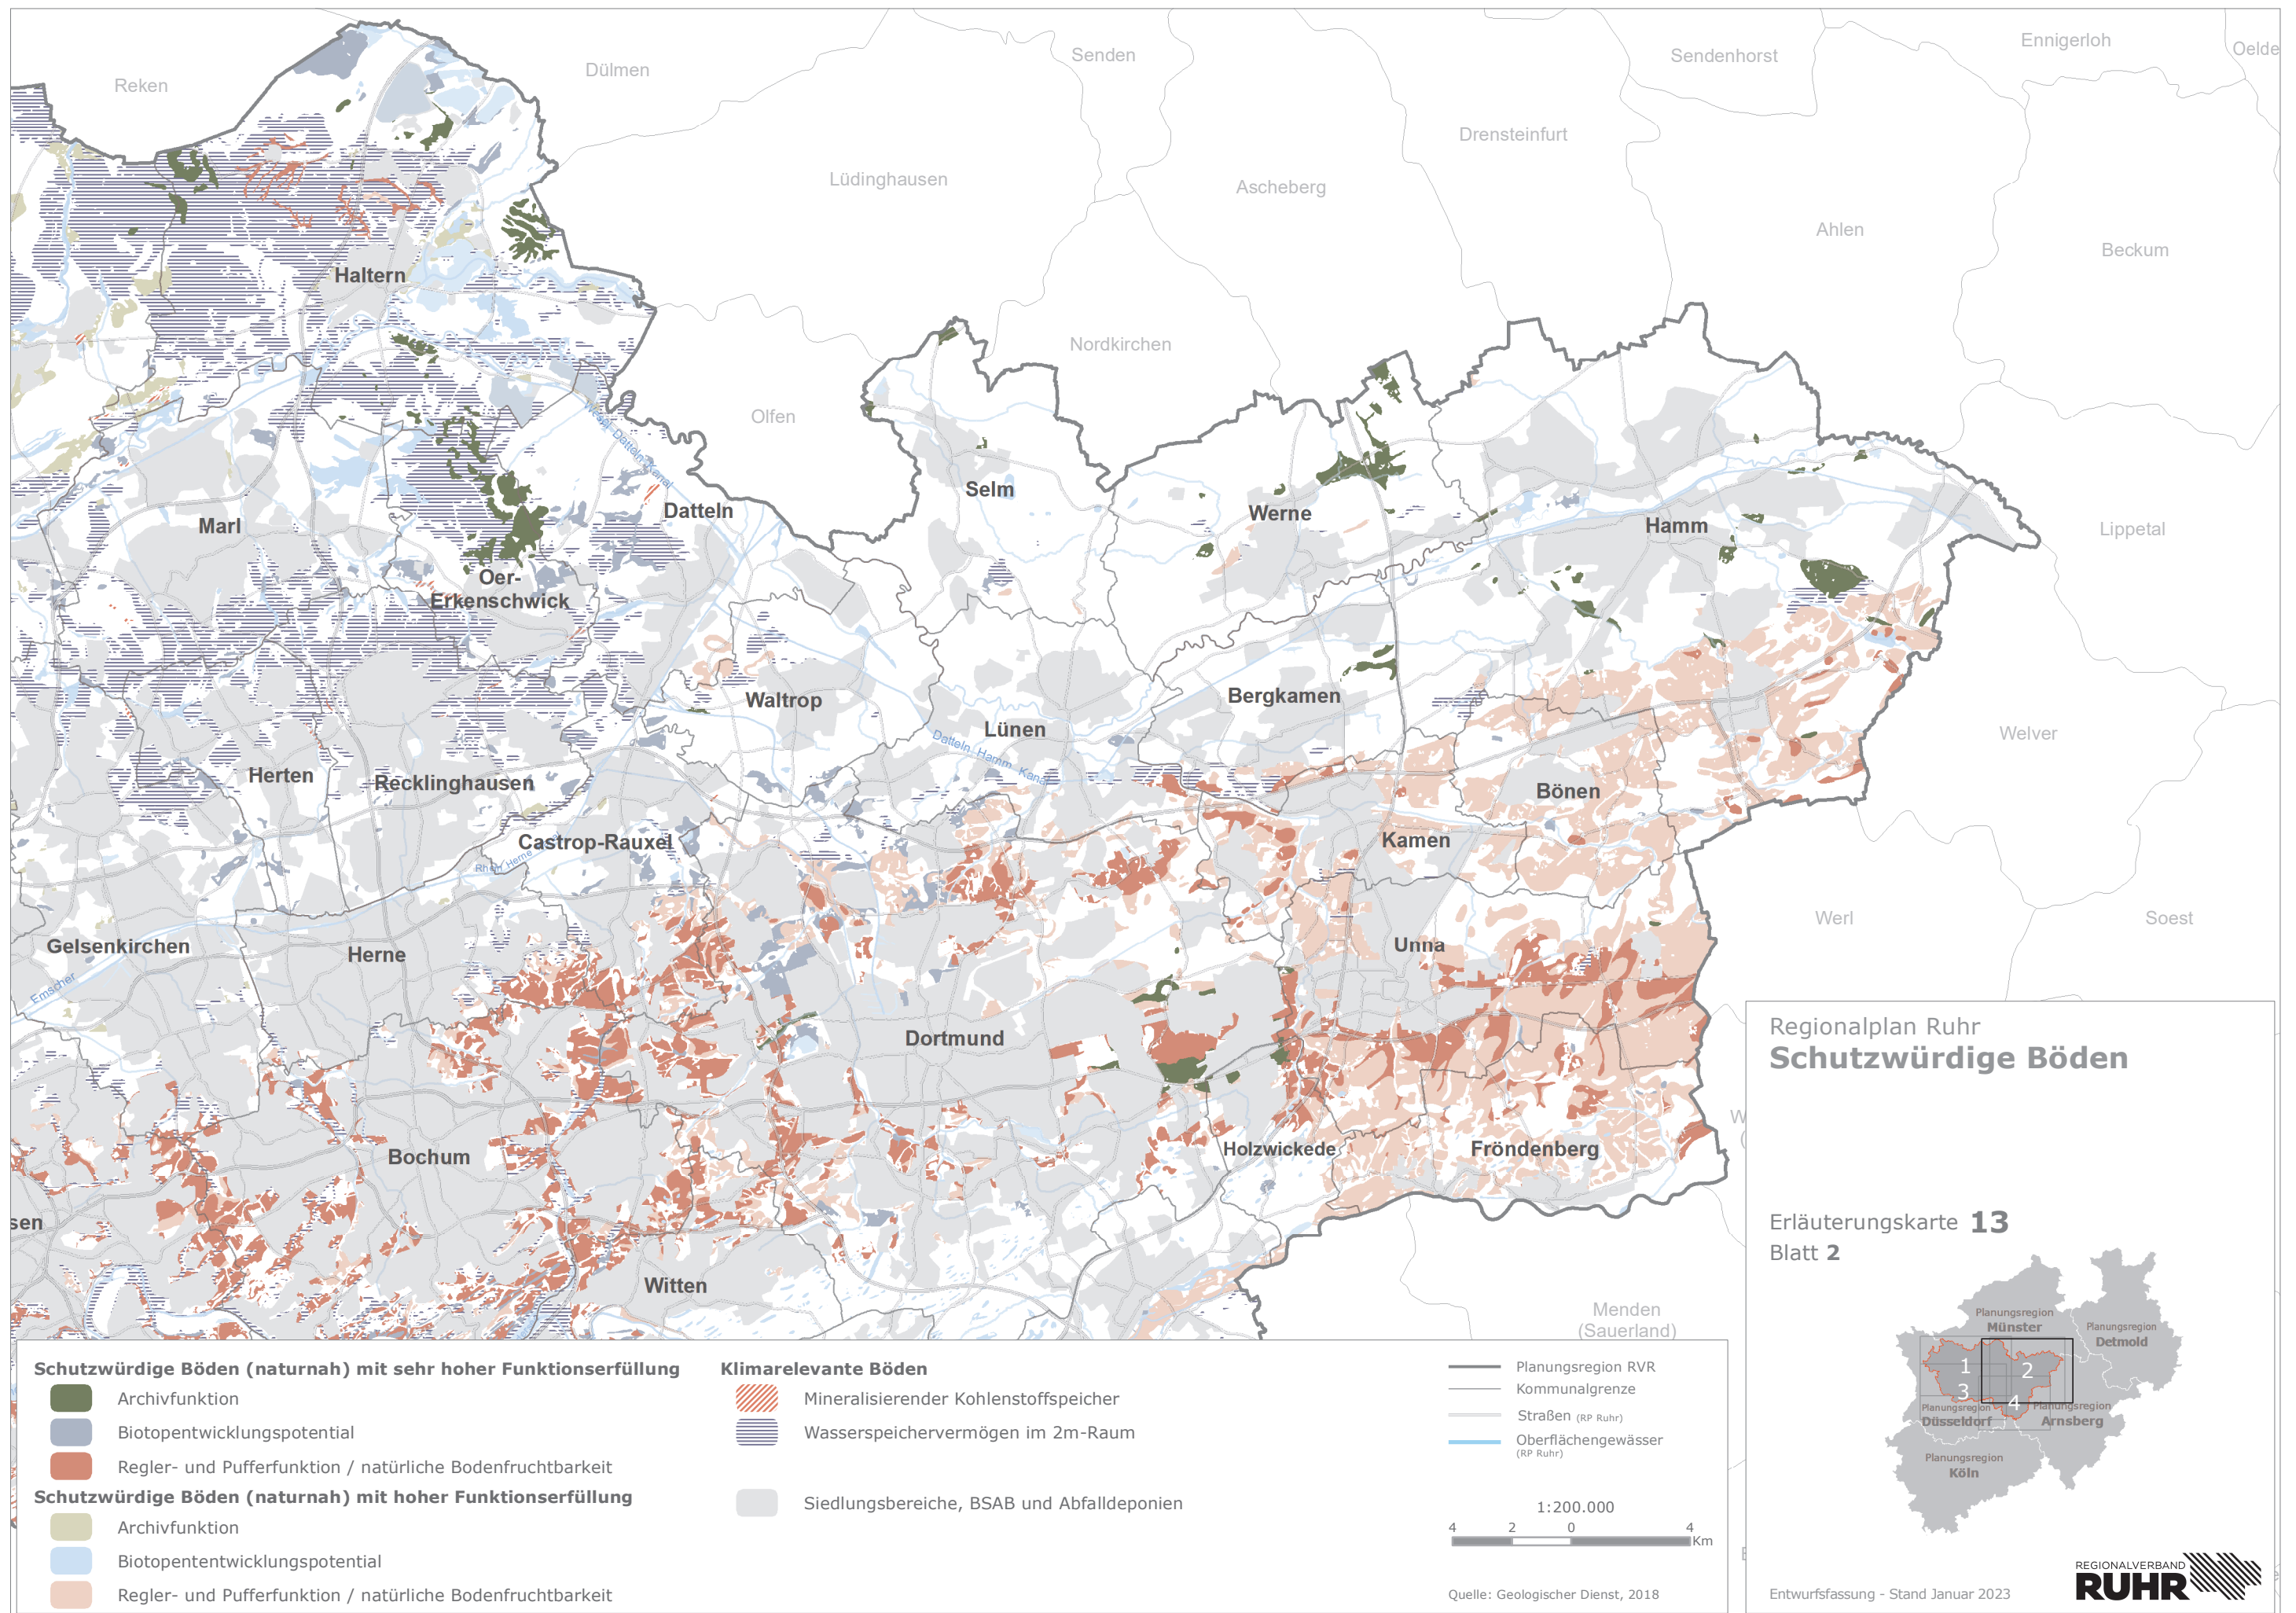 Reken
Dülmen
Senden
Sendenhorst
Ennigerloh
Oelde
Drensteinfurt
Lüdinghausen
Ascheberg
Ahlen
Beckum
Haltern
Nordkirchen
Olfen
Wesel-Datteln-Kanal
Selm
Datteln
Werne
Marl
Hamm
Lippetal
Oer-
Erkenschwick
Waltrop
Bergkamen
Lünen
Datteln-Hamm-Kanal
Welver
Herten
Recklinghausen
Bönen
Castrop-Rauxel
Kamen
Rhein-Herne
Werl
Soest
Gelsenkirchen
Herne
Unna
Emscher
Dortmund
Bochum
Holzwickede
Fröndenberg
W
(
sen
Witten
Menden
(Sauerland)
Regionalplan Ruhr
Schutzwürdige Böden
Erläuterungskarte 13
Blatt 2
Planungsregion
Münster
Planungsregion
Detmold
1
2
3
4
Planungsregion
Düsseldorf
Planungsregion
Arnsberg
Planungsregion
Köln
Entwurfsfassung - Stand Januar 2023
REGIONALVERBAND
RUHR
Schutzwürdige Böden (naturnah) mit sehr hoher Funktionserfüllung
Archivfunktion
Biotopentwicklungspotential
Regler- und Pufferfunktion / natürliche Bodenfruchtbarkeit
Schutzwürdige Böden (naturnah) mit hoher Funktionserfüllung
Archivfunktion
Biotopententwicklungspotential
Regler- und Pufferfunktion / natürliche Bodenfruchtbarkeit
Klimarelevante Böden
Mineralisierender Kohlenstoffspeicher
Wasserspeichervermögen im 2m-Raum
Siedlungsbereiche, BSAB und Abfalldeponien
Planungsregion RVR
Kommunalgrenze
Straßen (RP Ruhr)
Oberflächengewässer
(RP Ruhr)
1:200.000
4 2 0 4
Km
Quelle: Geologischer Dienst, 2018